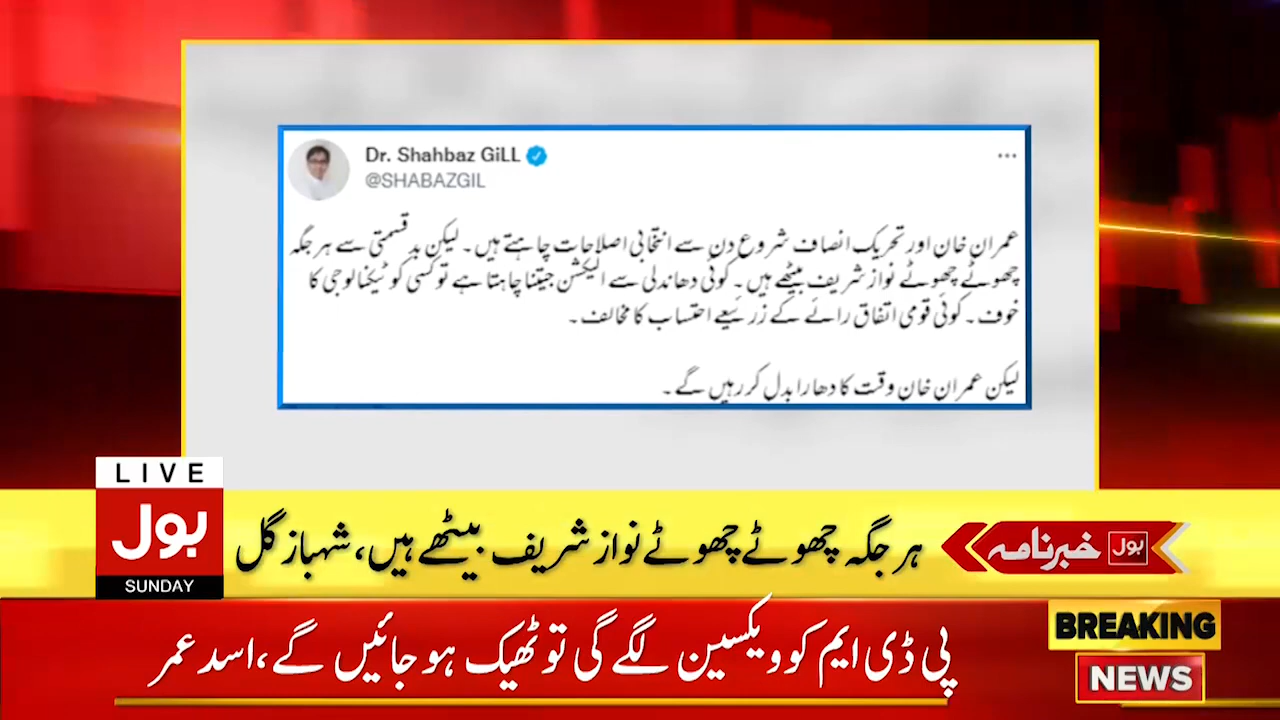 Dr. Shahbaz GiLL
@SHABAZGIL
عمران خان اور تحریک انصاف شروع دن سے انتخابی اصلاحات چاہتے ہیں۔ لیکن بدقسمتی سے ہر جگہ
چھوٹے چھوٹے نواز شریف بیٹھے ہیں۔ کوئی دھاندلی سے الیکشن جیتنا چاہتا ہے تو کسی کو ٹیکنالوجی کا
خوف۔ کوئی قومی اتفاق رائے کے زرئیعے احتساب کا مخالف۔
لیکن عمران خان وقت کا دھارا بدل کر رہیں گے۔
LIVE
بول
SUNDAY
ہر جگہ چھوٹے چھوٹے نواز شریف بیٹھے ہیں، شہباز گل
بول خبرنامہ
پی ڈی ایم کو ویکسین لگے گی تو ٹھیک ہو جائیں گے، اسد عمر
BREAKING
NEWS